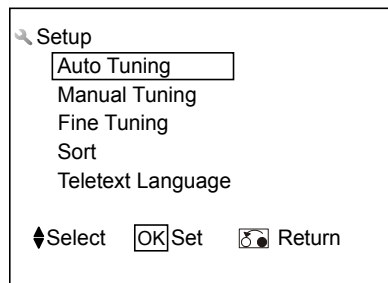 Setup
Auto Tuning
Manual Tuning
Fine Tuning
Sort
Teletext Language
Select OK Set Return